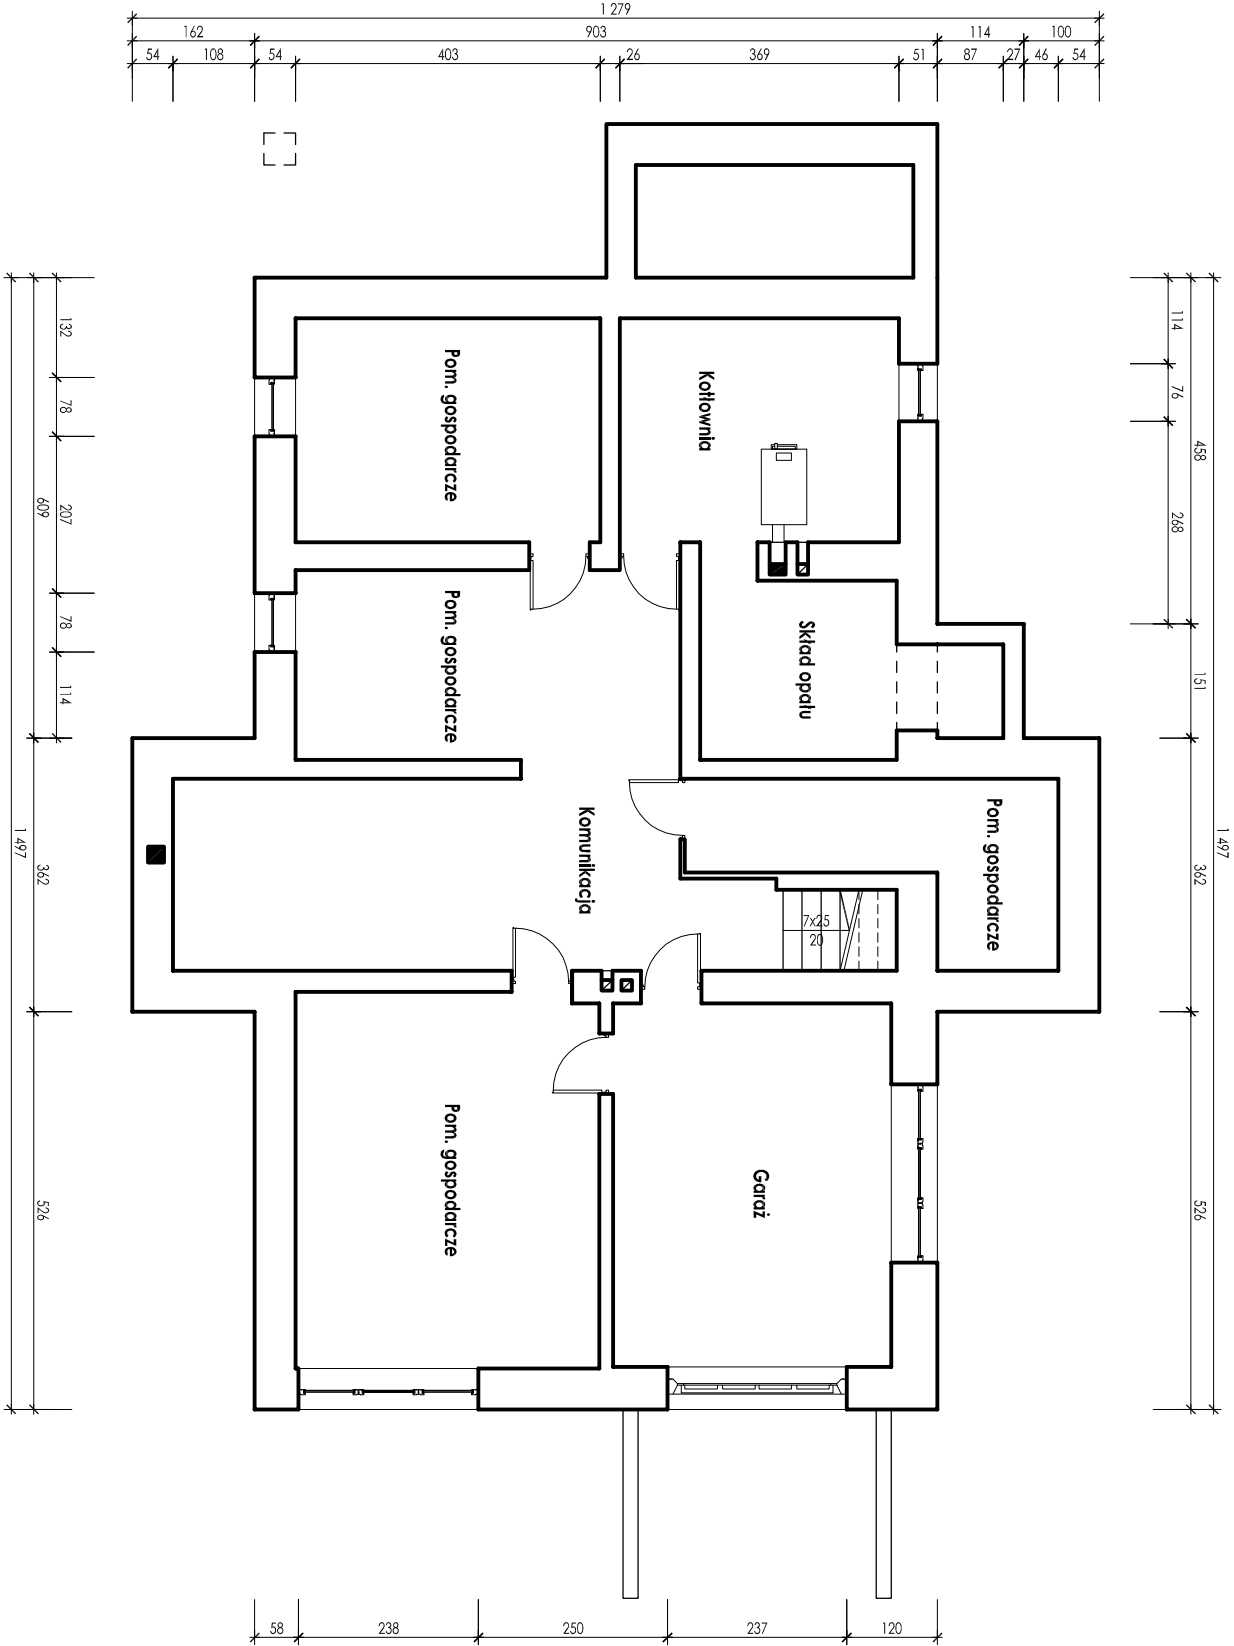 1 279
162 903 114 100
54 108 54 403 26 369 51 87 27 46 54
132
78
207
78
114
609
362
526
1 497
114
76
268
458
151
362
526
1 497
Pom. gospodarcze
Kotłownia
Pom. gospodarcze
Skład opału
Komunikacja
Pom. gospodarcze
7x25
20
Pom. gospodarcze
Garaż
58 238 250 237 120